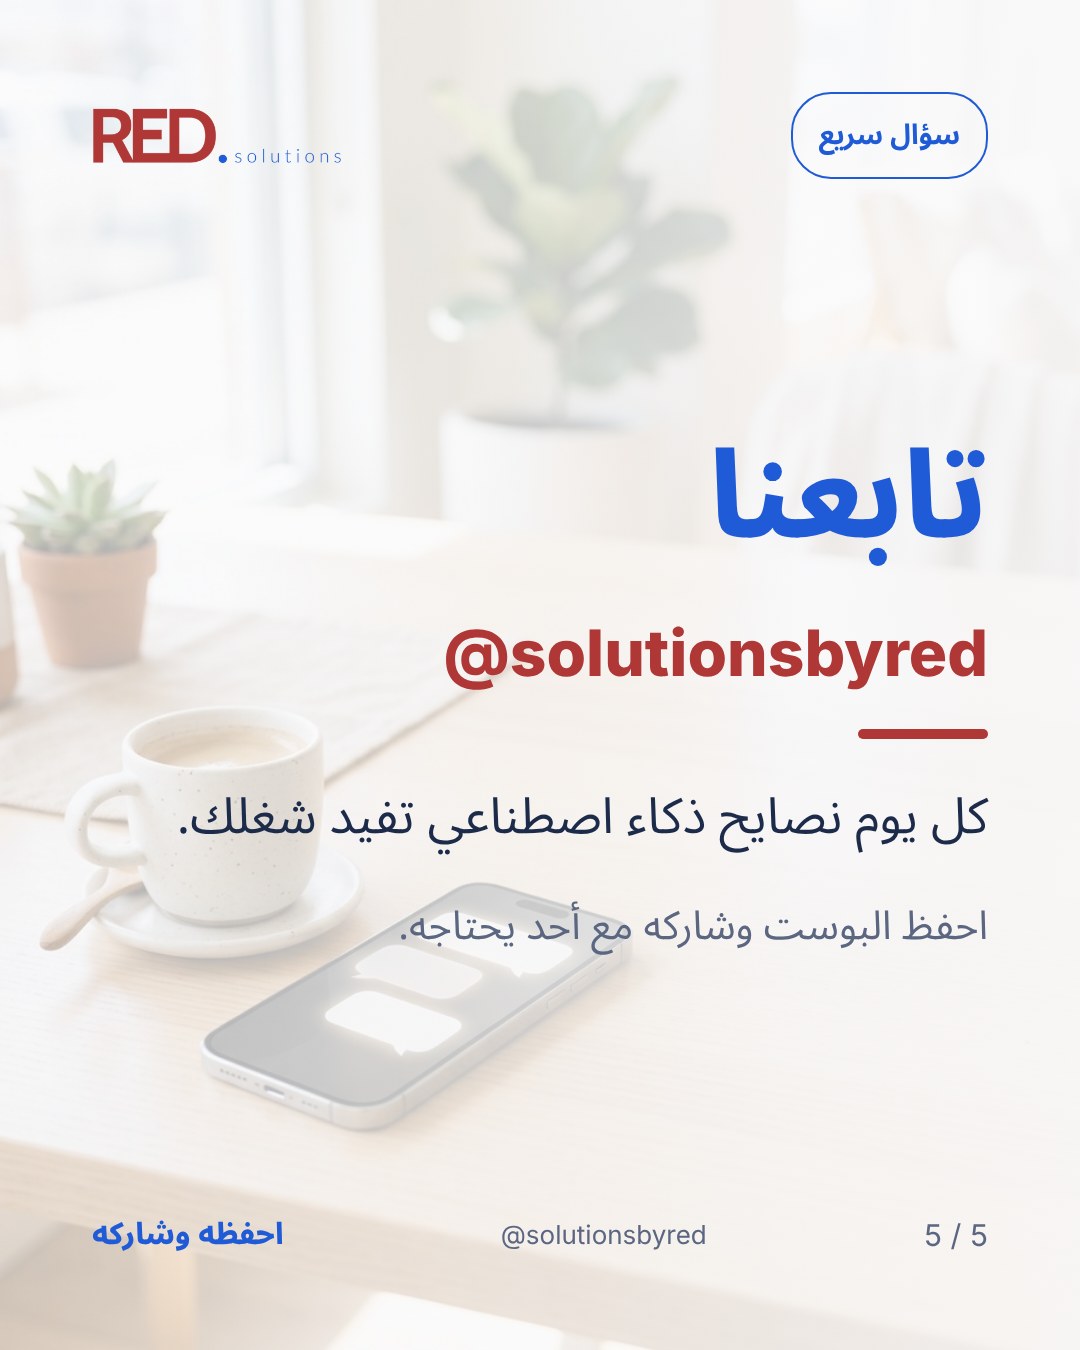 RED.solutions
سؤال سريع
تابعنا
@solutionsbyred
كل يوم نصايح ذكاء اصطناعي تفيد شغلك.
احفظ البوست وشاركه مع أحد يحتاجه.
احفظه وشاركه
@solutionsbyred
5 / 5